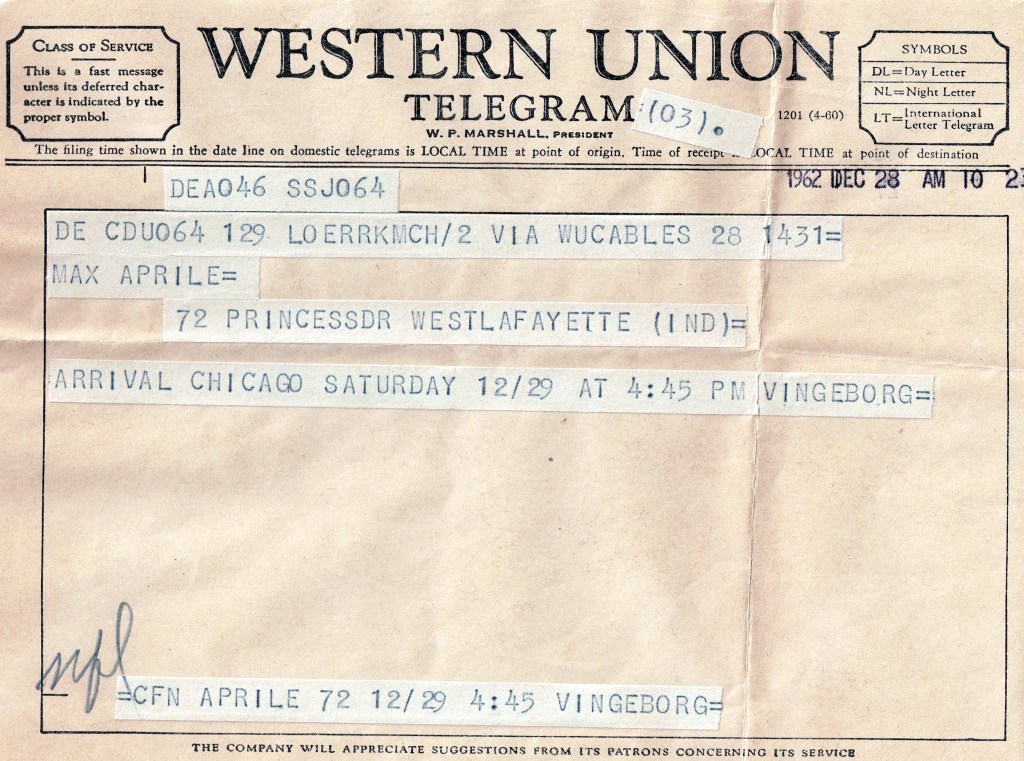 CLASS OF SERVICE
This is a fast message
unless its deferred char-
acter is indicated by the
proper symbol.
WESTERN UNION
TELEGRAM
W. P. MARSHALL, PRESIDENT
(03).
1201 (4-60)
SYMBOLS
DL=Day Letter
NL=Night Letter
LT=International Letter Telegram
The filing time shown in the date line on domestic telegrams is LOCAL TIME at point of origin. Time of receipt is LOCAL TIME at point of destination
1962 DEC 28 AM 10 23
DEA046 SSJ064
DE CDU064 129 LOERRKMCH/2 VIA WUCABLES 28 1431=
MAX APRILE=
72 PRINCESSDR WESTLAFAYETTE (IND)=
ARRIVAL CHICAGO SATURDAY 12/29 AT 4:45 PM VINGEBORG=
=CFN APRILE 72 12/29 4:45 VINGEBORG=
THE COMPANY WILL APPRECIATE SUGGESTIONS FROM ITS PATRONS CONCERNING ITS SERVICE